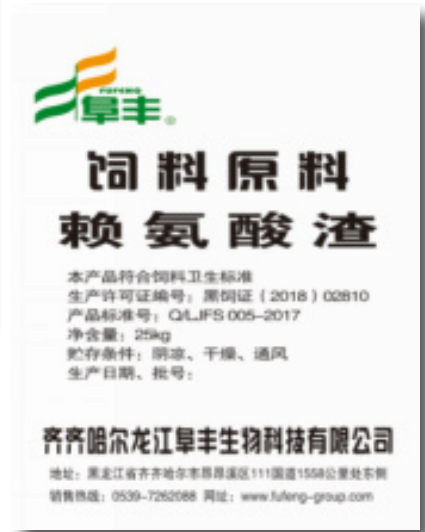 FUFENG
阜丰®
饲料原料
赖氨酸渣
本产品符合饲料卫生标准
生产许可证编号：黑饲证（2018）02810
产品标准号：Q/LJFS 005-2017
净含量：25kg
贮存条件：阴凉、干燥、通风
生产日期、批号：
齐齐哈尔龙江阜丰生物科技有限公司
地址：黑龙江省齐齐哈尔市昂昂溪区111国道1558公里处东侧
销售热线：0539-7262088 网址：www.fufeng-group.com